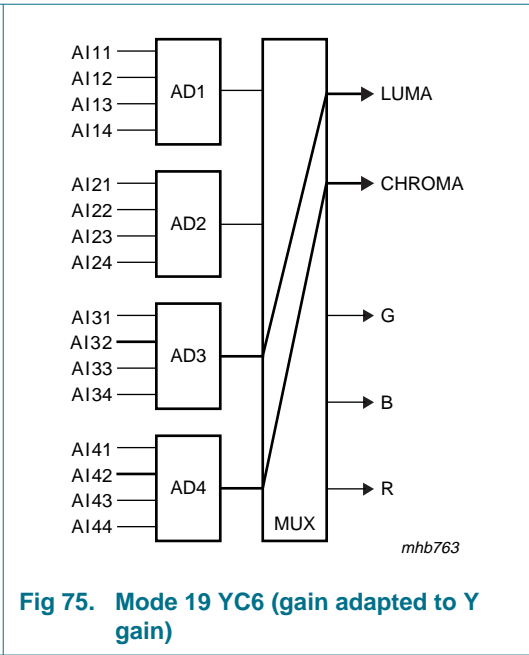 AI11
AI12
AI13
AI14
AD1
AI21
AI22
AI23
AI24
AD2
AI31
AI32
AI33
AI34
AD3
AI41
AI42
AI43
AI44
AD4
MUX
LUMA
CHROMA
G
B
R
mhb763
Fig 75. Mode 19 YC6 (gain adapted to Y
gain)